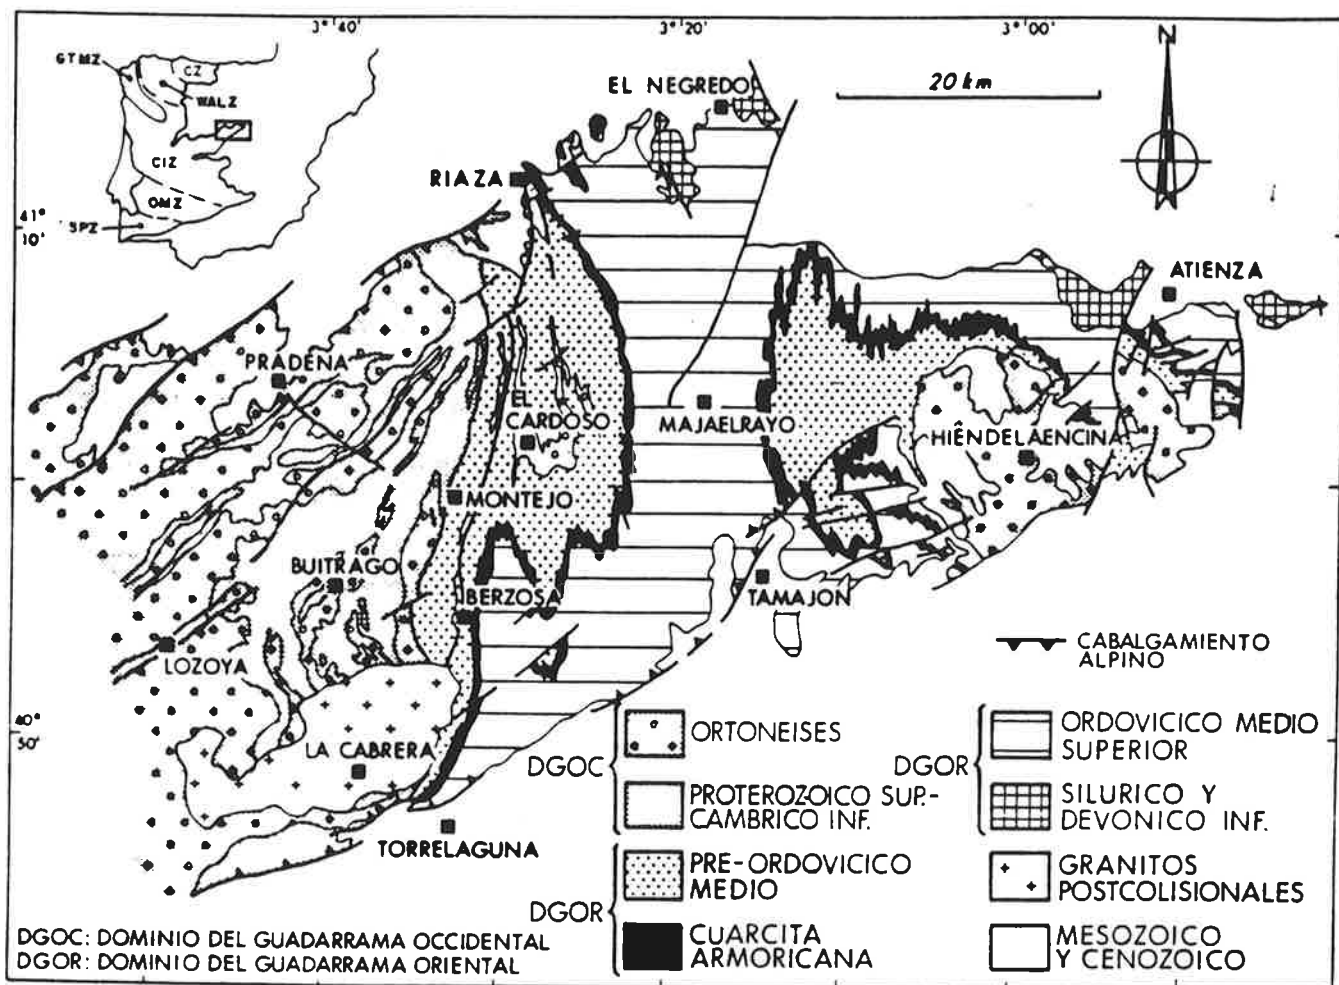 3° 40'
3° 20'
3° 00'
GTMZ
CZ
WALZ
CIZ
OMZ
SPZ
41°
10'
EL NEGREDO
20 km
N
RIAZA
ATIENZA
PRADENA
EL
CARDOSO
MAJAELRAYO
HIENDELAENCINA
MONTEJO
BUITRAGO
BERZOSA
TAMAJON
LOZOYA
CABALGAMIENTO
ALPINO
40°
50'
LA CABRERA
TORRELAGUNA
DGOC
ORTONEISES
PROTEROZOICO SUP.-
CAMBRICO INF.
DGOR
PRE-ORDOVICICO
MEDIO
CUARCITA
ARMORICANA
DGOR
ORDOVICICO MEDIO
SUPERIOR
SILURICO Y
DEVONICO INF.
GRANITOS
POSTCOLISIONALES
MESOZOICO
Y CENOZOICO
DGOC: DOMINIO DEL GUADARRAMA OCCIDENTAL
DGOR: DOMINIO DEL GUADARRAMA ORIENTAL